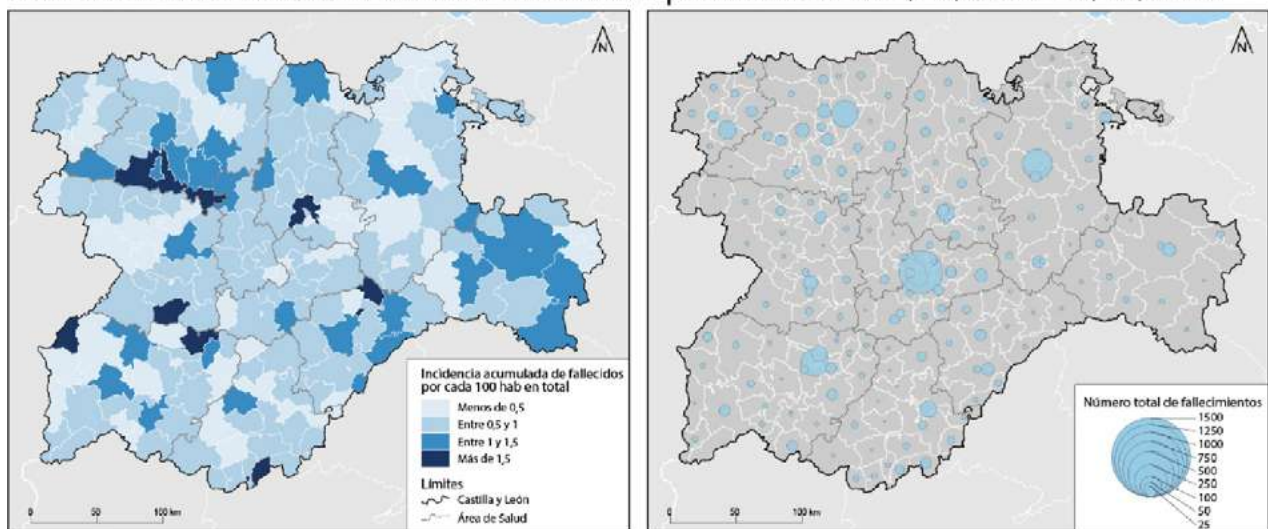 N
Incidencia acumulada de fallecidos
por cada 100 hab en total
Menos de 0,5
Entre 0,5 y 1
Entre 1 y 1,5
Más de 1,5
Límites
Castilla y León
Área de Salud
0 50 100 km
N
Número total de fallecimientos
1500
1250
1000
750
500
250
100
50
25
0 50 100 km